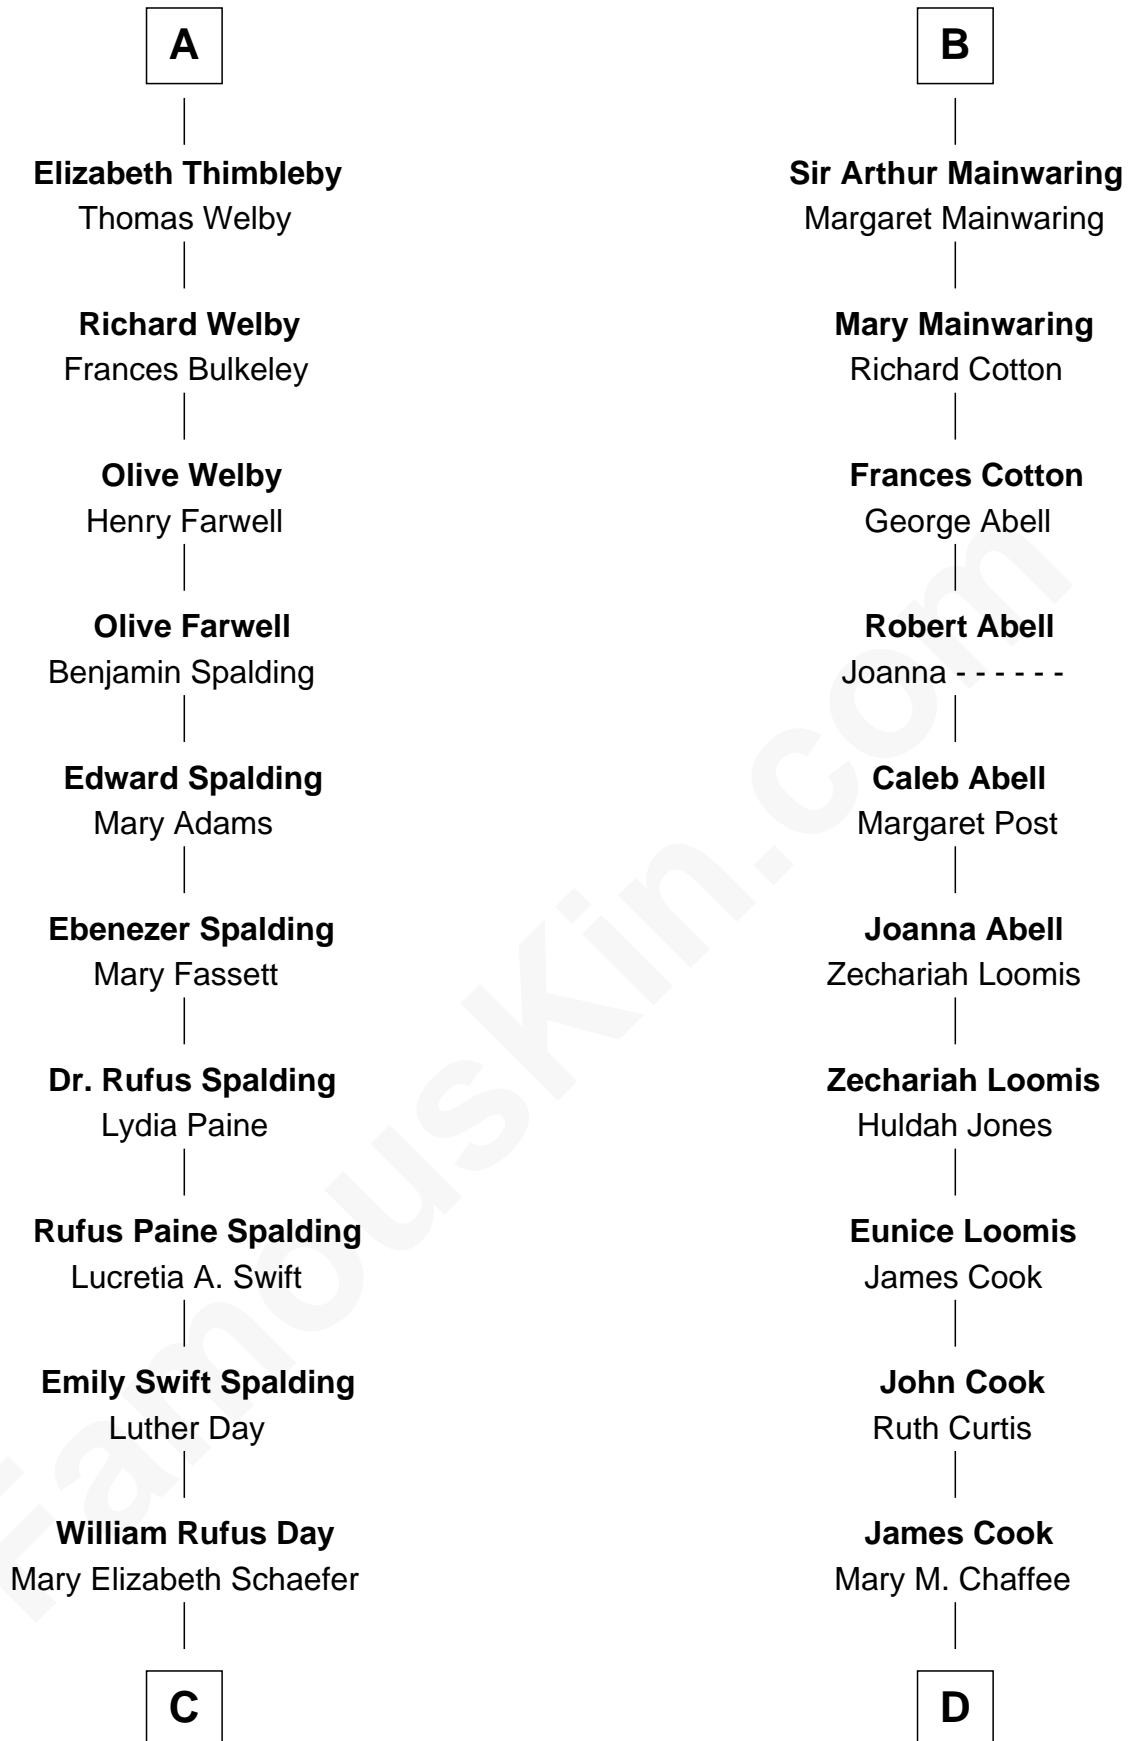 A
Elizabeth Thimbleby
Thomas Welby
Richard Welby
Frances Bulkeley
Olive Welby
Henry Farwell
Olive Farwell
Benjamin Spalding
Edward Spalding
Mary Adams
Ebenezer Spalding
Mary Fassett
Dr. Rufus Spalding
Lydia Paine
Rufus Paine Spalding
Lucretia A. Swift
Emily Swift Spalding
Luther Day
William Rufus Day
Mary Elizabeth Schaefer
C
B
Sir Arthur Mainwaring
Margaret Mainwaring
Mary Mainwaring
Richard Cotton
Frances Cotton
George Abell
Robert Abell
Joanna - - - - - -
Caleb Abell
Margaret Post
Joanna Abell
Zechariah Loomis
Zechariah Loomis
Huldah Jones
Eunice Loomis
James Cook
John Cook
Ruth Curtis
James Cook
Mary M. Chaffee
D
FamousKin.com